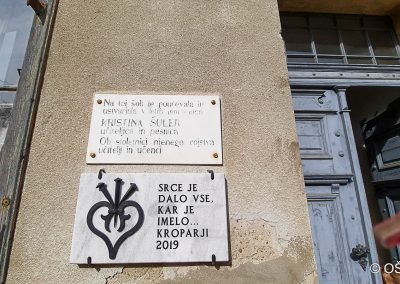 Na tej šoli je poučevala in
ustvarjala v letih
KRISTINA ŠULER
učiteljica in pesnica
Ob stoletnici njenega rojstva
učitelji in učenci
SRCE JE
DALO VSE,
KAR JE
IMELO...
KROPARJI
2019
© OŠ